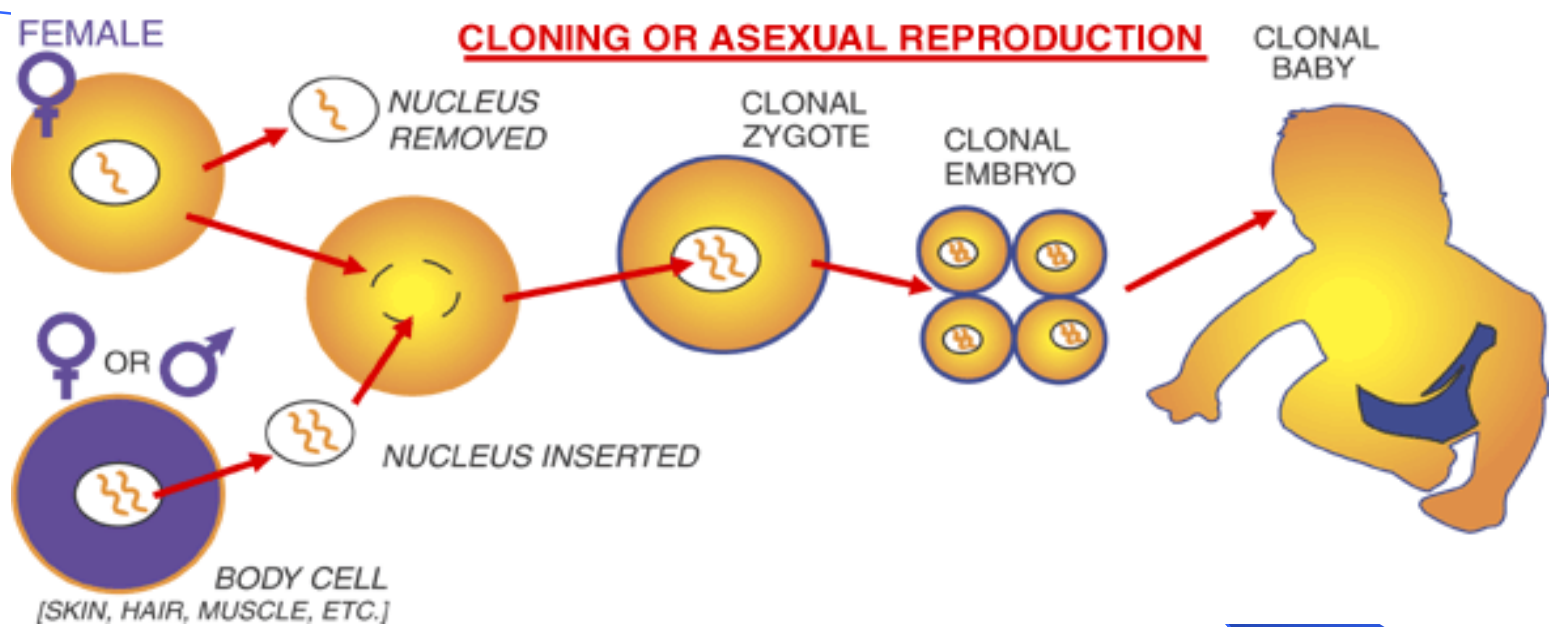 FEMALE
CLONING OR ASEXUAL REPRODUCTION
CLONAL
BABY
NUCLEUS
REMOVED
CLONAL
ZYGOTE
CLONAL
EMBRYO
OR
NUCLEUS INSERTED
BODY CELL
[SKIN, HAIR, MUSCLE, ETC.]